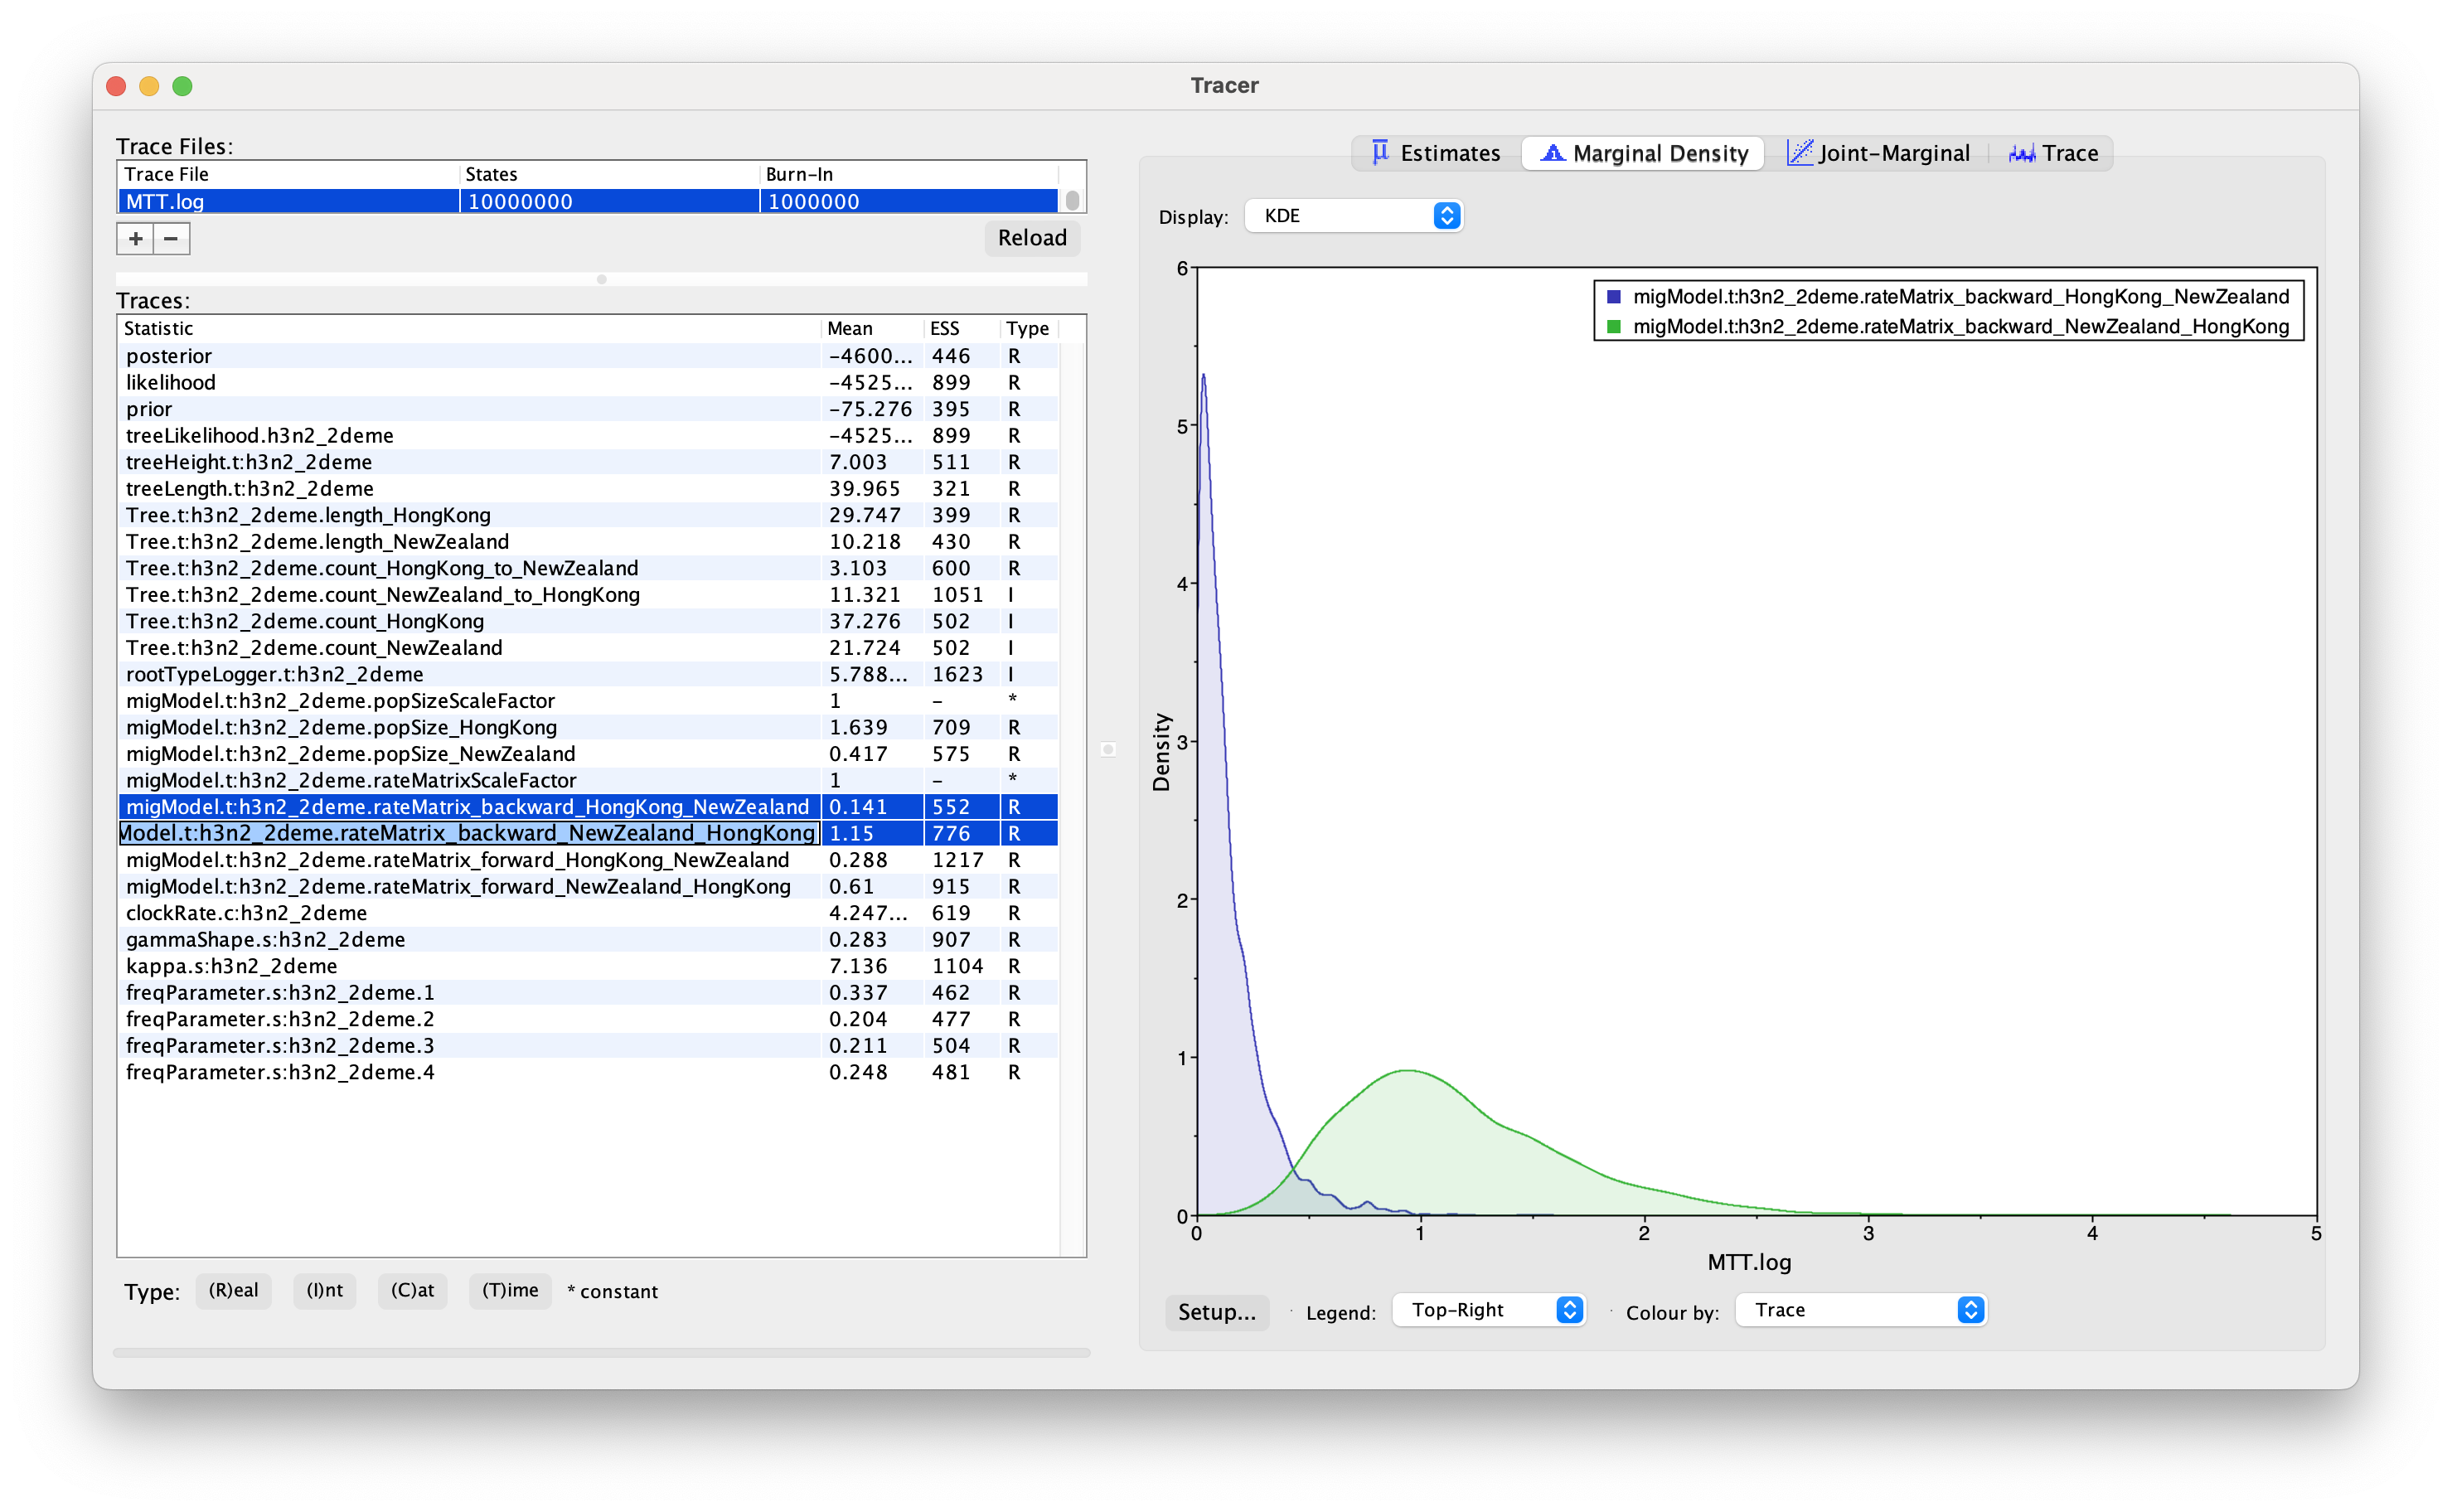 Tracer
Trace Files:
Trace File States Burn-In
MTT.log 10000000 1000000
+ −
Reload
Traces:
Statistic Mean ESS Type
posterior −4600... 446 R
likelihood −4525... 899 R
prior −75.276 395 R
treeLikelihood.h3n2_2deme −4525... 899 R
treeHeight.t:h3n2_2deme 7.003 511 R
treeLength.t:h3n2_2deme 39.965 321 R
Tree.t:h3n2_2deme.length_HongKong 29.747 399 R
Tree.t:h3n2_2deme.length_NewZealand 10.218 430 R
Tree.t:h3n2_2deme.count_HongKong_to_NewZealand 3.103 600 R
Tree.t:h3n2_2deme.count_NewZealand_to_HongKong 11.321 1051 I
Tree.t:h3n2_2deme.count_HongKong 37.276 502 I
Tree.t:h3n2_2deme.count_NewZealand 21.724 502 I
rootTypeLogger.t:h3n2_2deme 5.788... 1623 I
migModel.t:h3n2_2deme.popSizeScaleFactor 1 – *
migModel.t:h3n2_2deme.popSize_HongKong 1.639 709 R
migModel.t:h3n2_2deme.popSize_NewZealand 0.417 575 R
migModel.t:h3n2_2deme.rateMatrixScaleFactor 1 – *
migModel.t:h3n2_2deme.rateMatrix_backward_HongKong_NewZealand 0.141 552 R
Model.t:h3n2_2deme.rateMatrix_backward_NewZealand_HongKong 1.15 776 R
migModel.t:h3n2_2deme.rateMatrix_forward_HongKong_NewZealand 0.288 1217 R
migModel.t:h3n2_2deme.rateMatrix_forward_NewZealand_HongKong 0.61 915 R
clockRate.c:h3n2_2deme 4.247... 619 R
gammaShape.s:h3n2_2deme 0.283 907 R
kappa.s:h3n2_2deme 7.136 1104 R
freqParameter.s:h3n2_2deme.1 0.337 462 R
freqParameter.s:h3n2_2deme.2 0.204 477 R
freqParameter.s:h3n2_2deme.3 0.211 504 R
freqParameter.s:h3n2_2deme.4 0.248 481 R
Type: (R)eal (I)nt (C)at (T)ime * constant
Estimates Marginal Density Joint-Marginal Trace
Display: KDE
migModel.t:h3n2_2deme.rateMatrix_backward_HongKong_NewZealand
migModel.t:h3n2_2deme.rateMatrix_backward_NewZealand_HongKong
6
5
4
3
2
1
0
Density
0 1 2 3 4 5
MTT.log
Setup... Legend: Top-Right Colour by: Trace